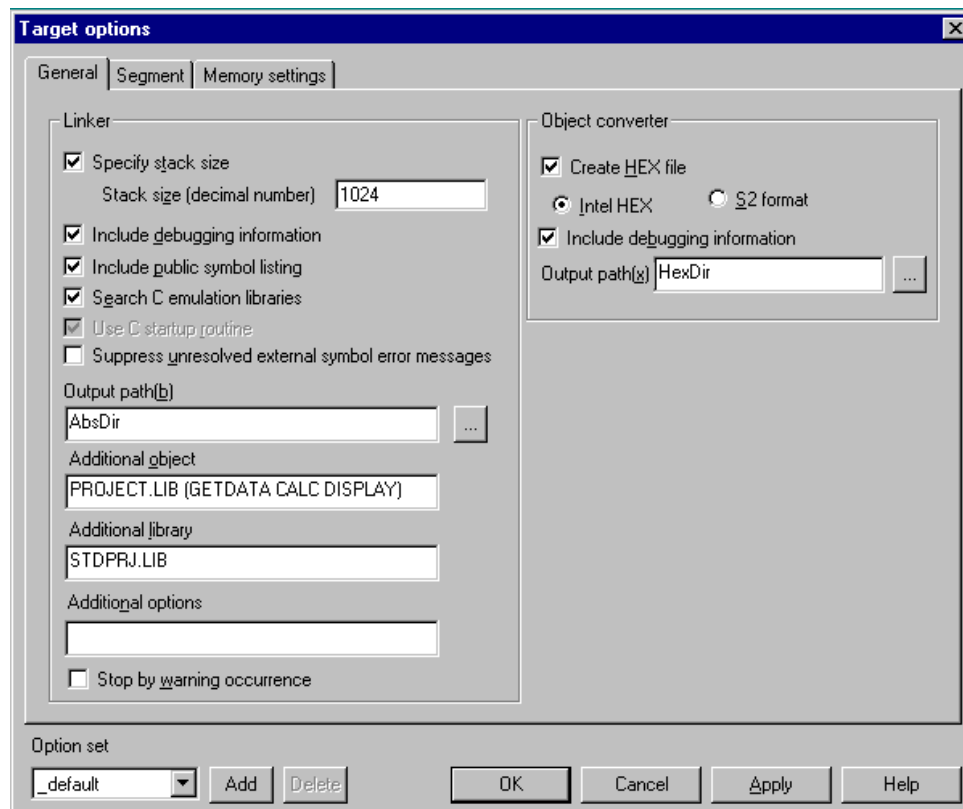 Target options
General Segment Memory settings
Linker
Specify stack size
Stack size (decimal number) 1024
Include debugging information
Include public symbol listing
Search C emulation libraries
Use C startup routine
Suppress unresolved external symbol error messages
Output path(b)
AbsDir ...
Additional object
PROJECT.LIB (GETDATA CALC DISPLAY)
Additional library
STDPRJ.LIB
Additional options
Stop by warning occurrence
Object converter
Create HEX file
Intel HEX S2 format
Include debugging information
Output path(x) HexDir ...
Option set
_default Add Delete OK Cancel Apply Help